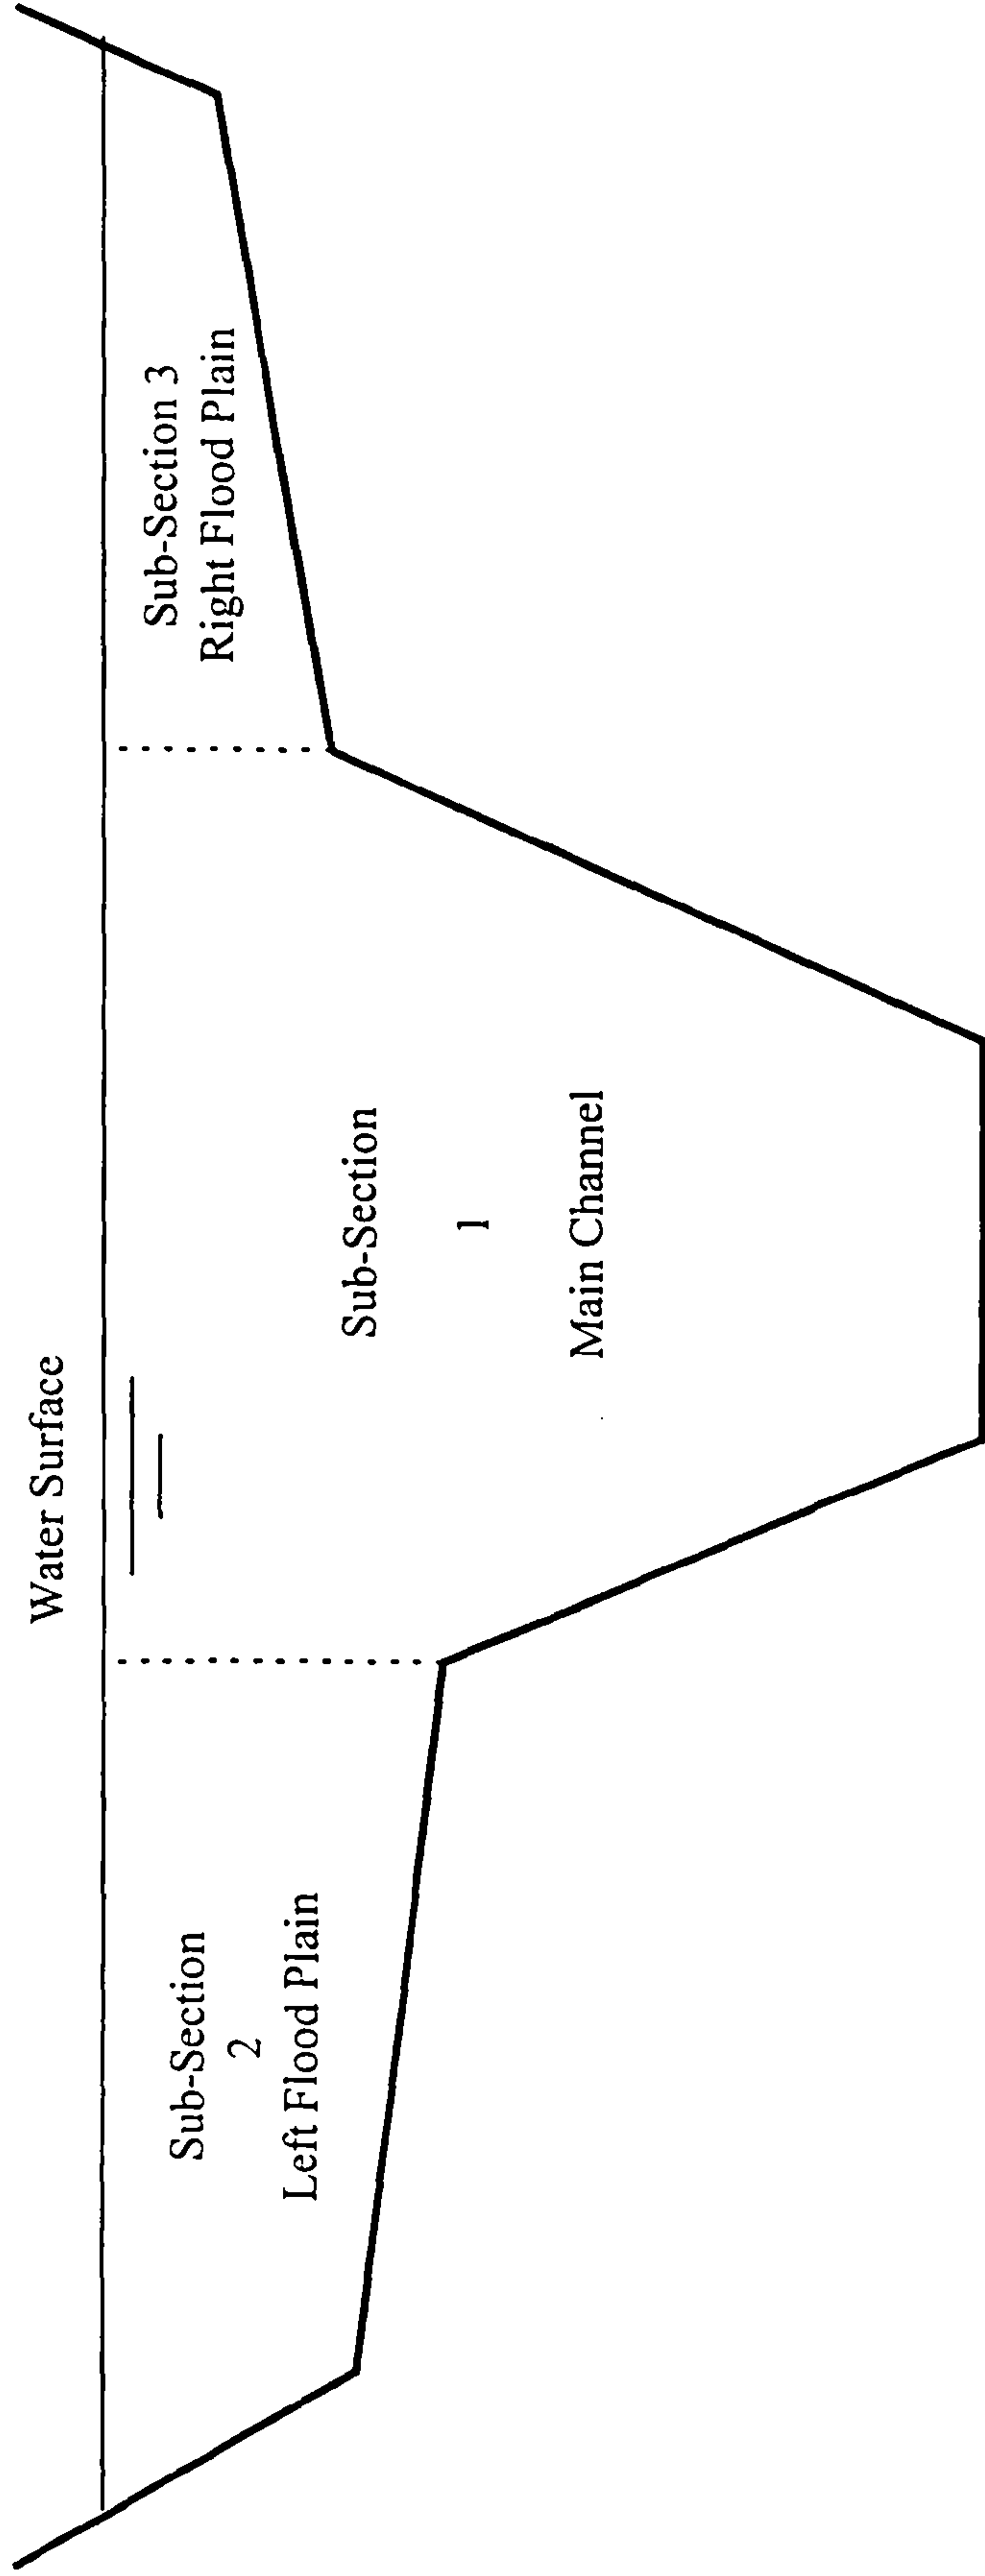 Water Surface
Sub-Section
2
Left Flood Plain
Sub-Section
1
Main Channel
Sub-Section 3
Right Flood Plain